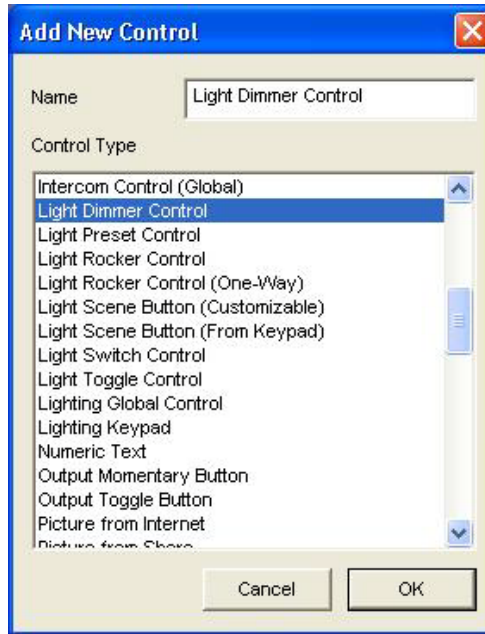 Add New Control
Name Light Dimmer Control
Control Type
Intercom Control (Global)
Light Dimmer Control
Light Preset Control
Light Rocker Control
Light Rocker Control (One-Way)
Light Scene Button (Customizable)
Light Scene Button (From Keypad)
Light Switch Control
Light Toggle Control
Lighting Global Control
Lighting Keypad
Numeric Text
Output Momentary Button
Output Toggle Button
Picture from Internet
Picture from
Cancel OK